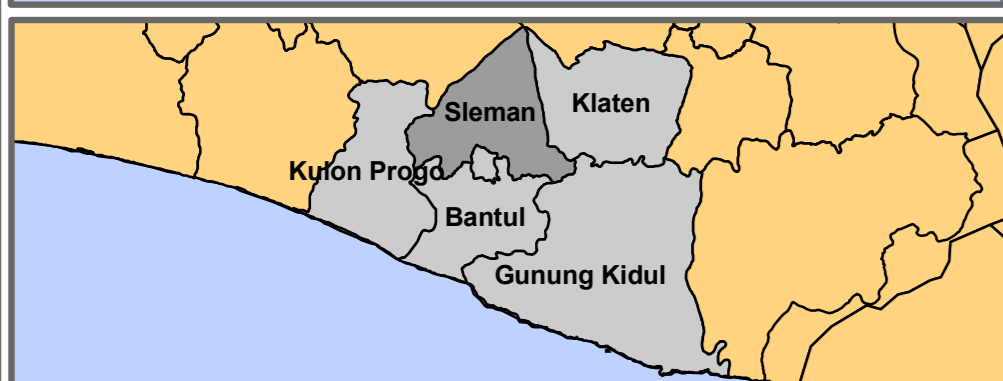 Klaten
Sleman
Kulon Progo
Bantul
Gunung Kidul